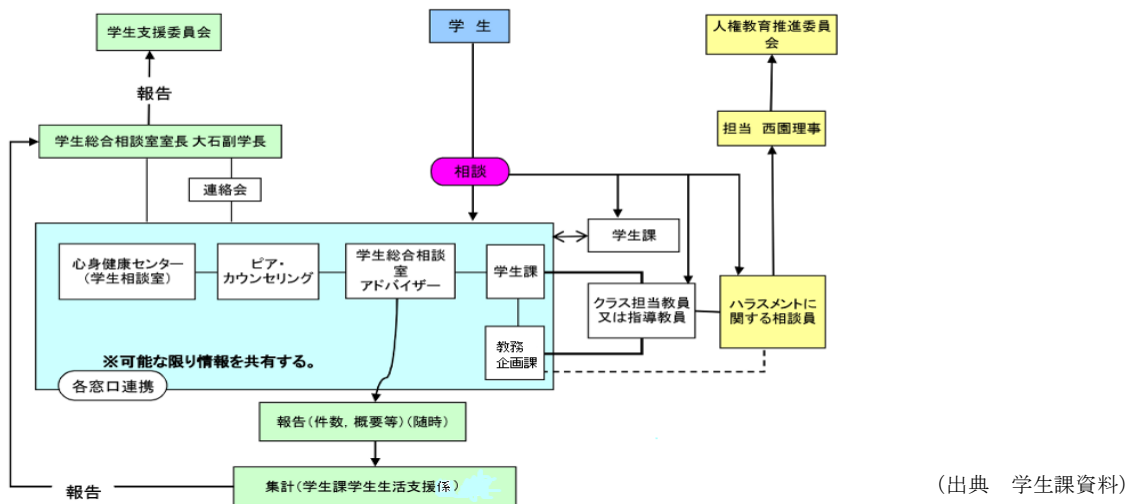 学生支援委員会
学 生
人権教育推進委員
会
報告
学生総合相談室室長 大石副学長
担当 西園理事
相談
連絡会
学生課
心身健康センター
（学生相談室）
ピア・
カウンセリング
学生総合相談
室
アドバイザー
学生課
クラス担当教員
又は指導教員
ハラスメントに
関する相談員
教務
企画課
※可能な限り情報を共有する。
各窓口連携
報告（件数，概要等）（随時）
集計（学生課学生生活支援係）
報告
（出典 学生課資料）